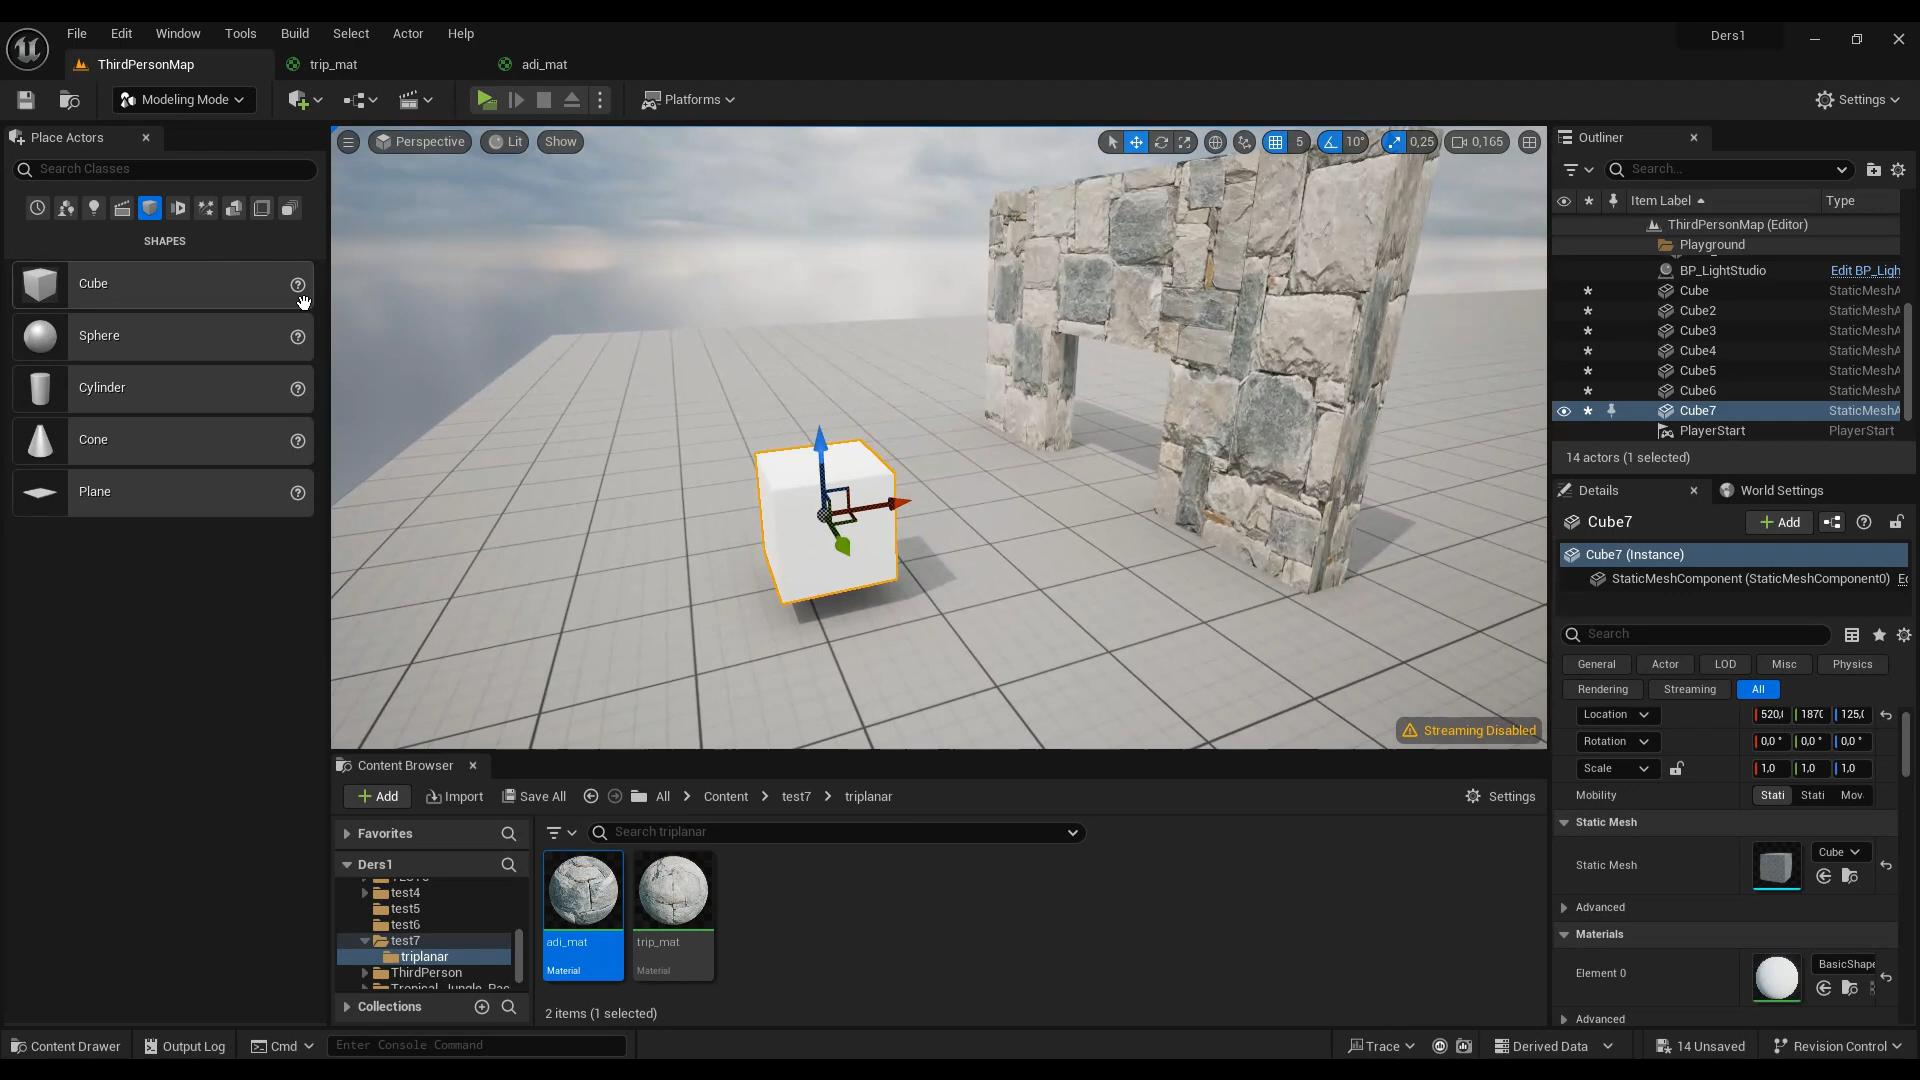 File Edit Window Tools Build Select Actor Help
Ders1
ThirdPersonMap trip_mat adi_mat
Modeling Mode Platforms Settings
Place Actors
Search Classes
SHAPES
Cube
Sphere
Cylinder
Cone
Plane
Perspective Lit Show 5 10° 0,25 0,165
Streaming Disabled
Outliner
Search...
Item Label Type
ThirdPersonMap (Editor)
Playground
BP_LightStudio Edit BP_Ligh
Cube StaticMeshA
Cube2 StaticMeshA
Cube3 StaticMeshA
Cube4 StaticMeshA
Cube5 StaticMeshA
Cube6 StaticMeshA
Cube7 StaticMeshA
PlayerStart PlayerStart
14 actors (1 selected)
Details World Settings
Cube7 Add
Cube7 (Instance)
StaticMeshComponent (StaticMeshComponent0)
Search
General Actor LOD Misc Physics
Rendering Streaming All
Location 520, 187 125,
Rotation 0,0 ° 0,0 ° 0,0 °
Scale 1,0 1,0 1,0
Mobility Stati Stati Mov
Static Mesh
Static Mesh Cube
Advanced
Materials
Element 0 BasicShape
Advanced
Content Browser
Add Import Save All All Content test7 triplanar Settings
Favorites
Search triplanar
Ders1
test4
test5
test6
test7
triplanar
ThirdPerson
Collections
adi_mat
Material
trip_mat
Material
2 items (1 selected)
Content Drawer Output Log Cmd Enter Console Command Trace Derived Data 14 Unsaved Revision Control